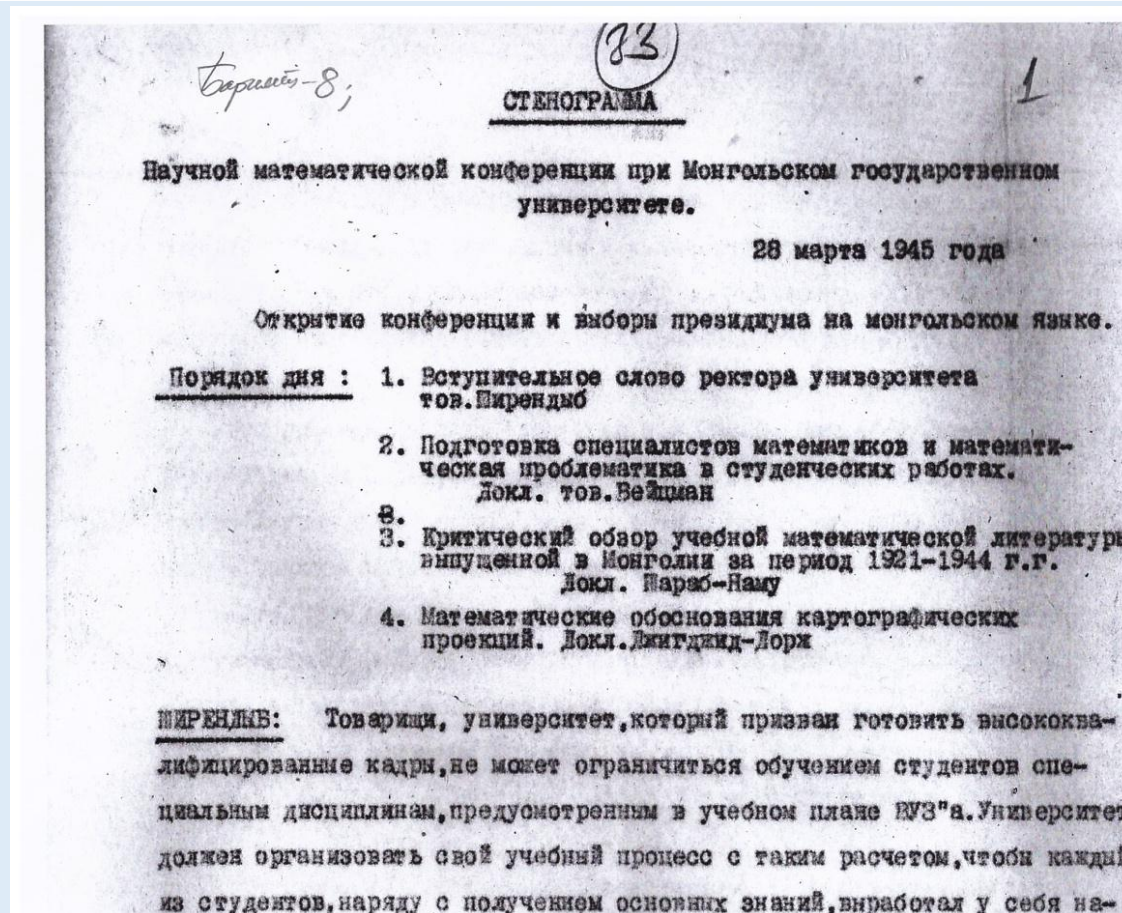 83
Баримт-8;
1
СТЕНОГРАММА
Научной математической конференции при Монгольском государственном
университете.
28 марта 1945 года
Открытие конференции и выборы президиума на монгольском языке.
Порядок дня : 1. Вступительное слово ректора университета
тов.Ширендыб
2. Подготовка специалистов математиков и математи-
ческая проблематика в студенческих работах.
Докл. тов.Вейцман
3. Критический обзор учебной математической литературы
выпущенной в Монголии за период 1921-1944 г.г.
Докл. Шараб-Наму
4. Математические обоснования картографических
проекций. Докл.Джигджид-Дорж
ШИРЕНДЫБ: Товарищи, университет,который призван готовить высококва-
лифицированные кадры,не может ограничиться обучением студентов спе-
циальным дисциплинам,предусмотренным в учебном плане ВУЗ"а.Университет
должен организовать свой учебный процесс с таким расчетом,чтобы каждый
из студентов,наряду с получением основных знаний,выработал у себя на-